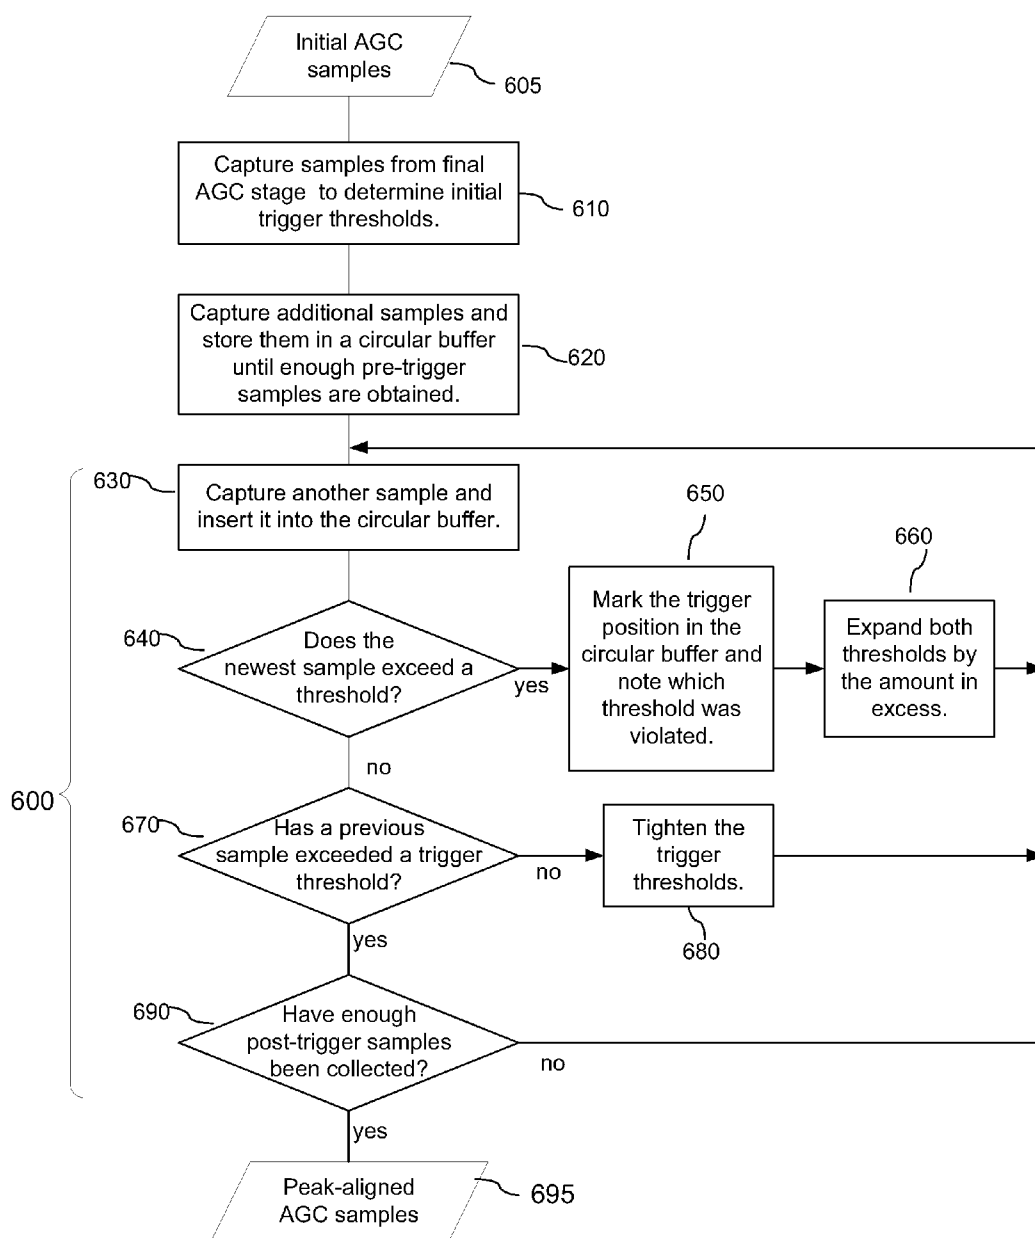 Initial AGC
samples
605
Capture samples from final
AGC stage to determine initial
trigger thresholds.
610
Capture additional samples and
store them in a circular buffer
until enough pre-trigger
samples are obtained.
620
630
Capture another sample and
insert it into the circular buffer.
640
Does the
newest sample exceed a
threshold?
yes
no
650
Mark the trigger
position in the
circular buffer and
note which
threshold was
violated.
660
Expand both
thresholds by
the amount in
excess.
600
670
Has a previous
sample exceeded a trigger
threshold?
no
yes
Tighten the
trigger
thresholds.
680
690
Have enough
post-trigger samples
been collected?
no
yes
Peak-aligned
AGC samples
695